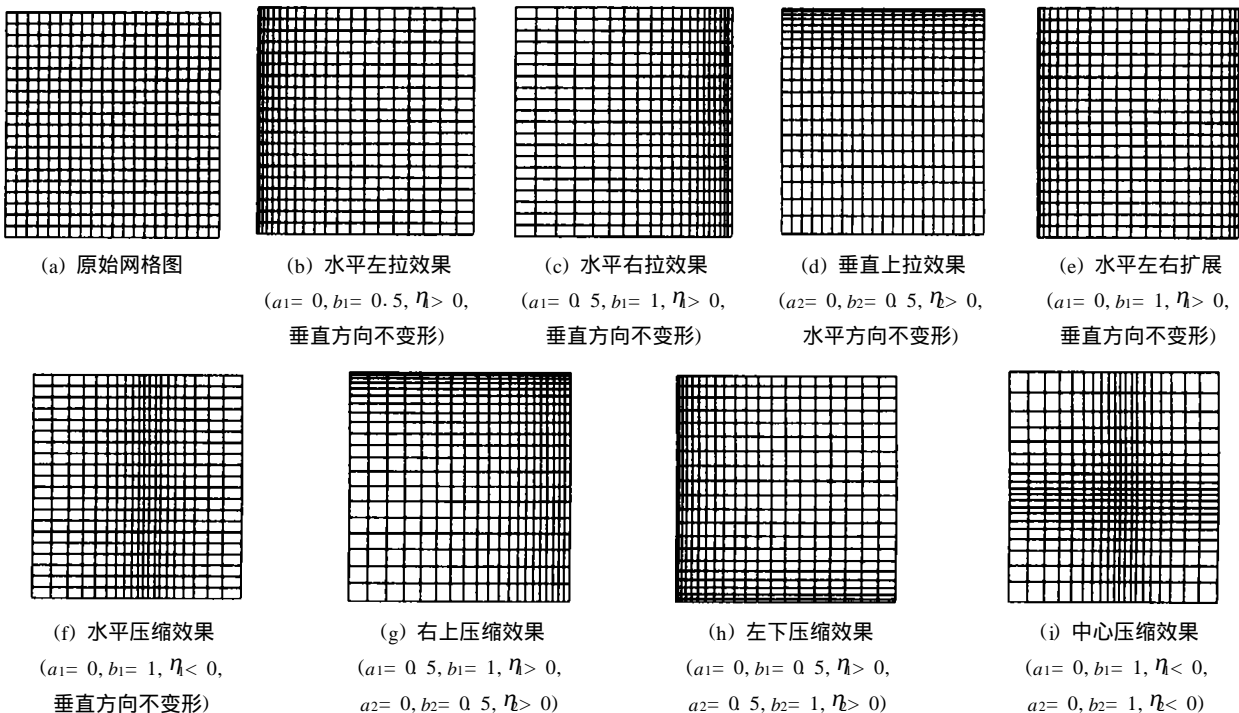 (a) 原始网格图
(b) 水平左拉效果
(a1= 0, b1= 0.5, η1> 0,
垂直方向不变形)
(c) 水平右拉效果
(a1= 0.5, b1= 1, η1> 0,
垂直方向不变形)
(d) 垂直上拉效果
(a2= 0, b2= 0.5, η2> 0,
水平方向不变形)
(e) 水平左右扩展
(a1= 0, b1= 1, η1> 0,
垂直方向不变形)
(f) 水平压缩效果
(a1= 0, b1= 1, η1< 0,
垂直方向不变形)
(g) 右上压缩效果
(a1= 0.5, b1= 1, η1> 0,
a2= 0, b2= 0.5, η2> 0)
(h) 左下压缩效果
(a1= 0, b1= 0.5, η1> 0,
a2= 0.5, b2= 1, η2> 0)
(i) 中心压缩效果
(a1= 0, b1= 1, η1< 0,
a2= 0, b2= 1, η2< 0)